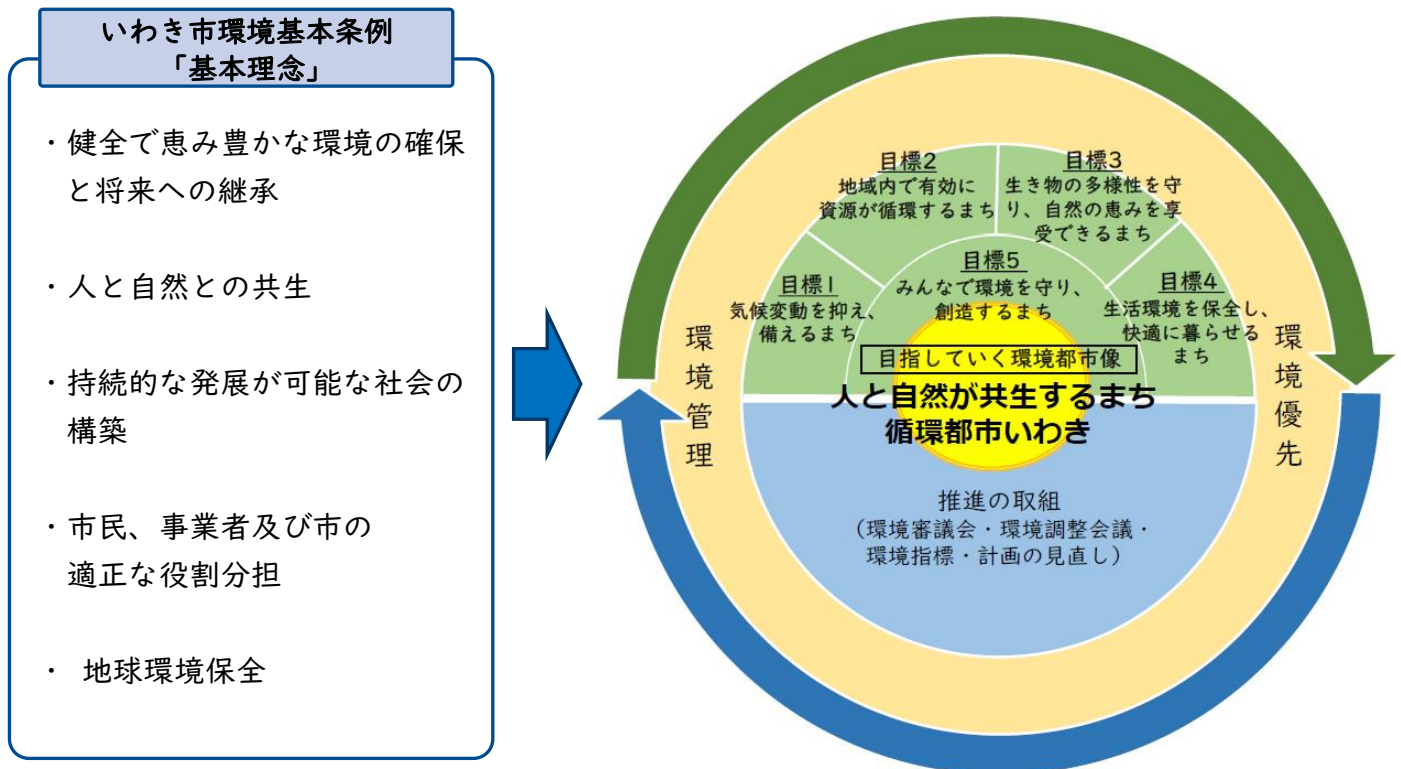 いわき市環境基本条例
「基本理念」
・健全で恵み豊かな環境の確保
と将来への継承
・人と自然との共生
・持続的な発展が可能な社会の
構築
・市民、事業者及び市の
適正な役割分担
・ 地球環境保全
目標2
地域内で有効に
資源が循環するまち
目標3
生き物の多様性を守
り、自然の恵みを享
受できるまち
目標1
気候変動を抑え、
備えるまち
目標5
みんなで環境を守り、
創造するまち
目標4
生活環境を保全し、
快適に暮らせる
まち
環境管理
環境優先
目指していく環境都市像
人と自然が共生するまち
循環都市いわき
推進の取組
（環境審議会・環境調整会議・
環境指標・計画の見直し）